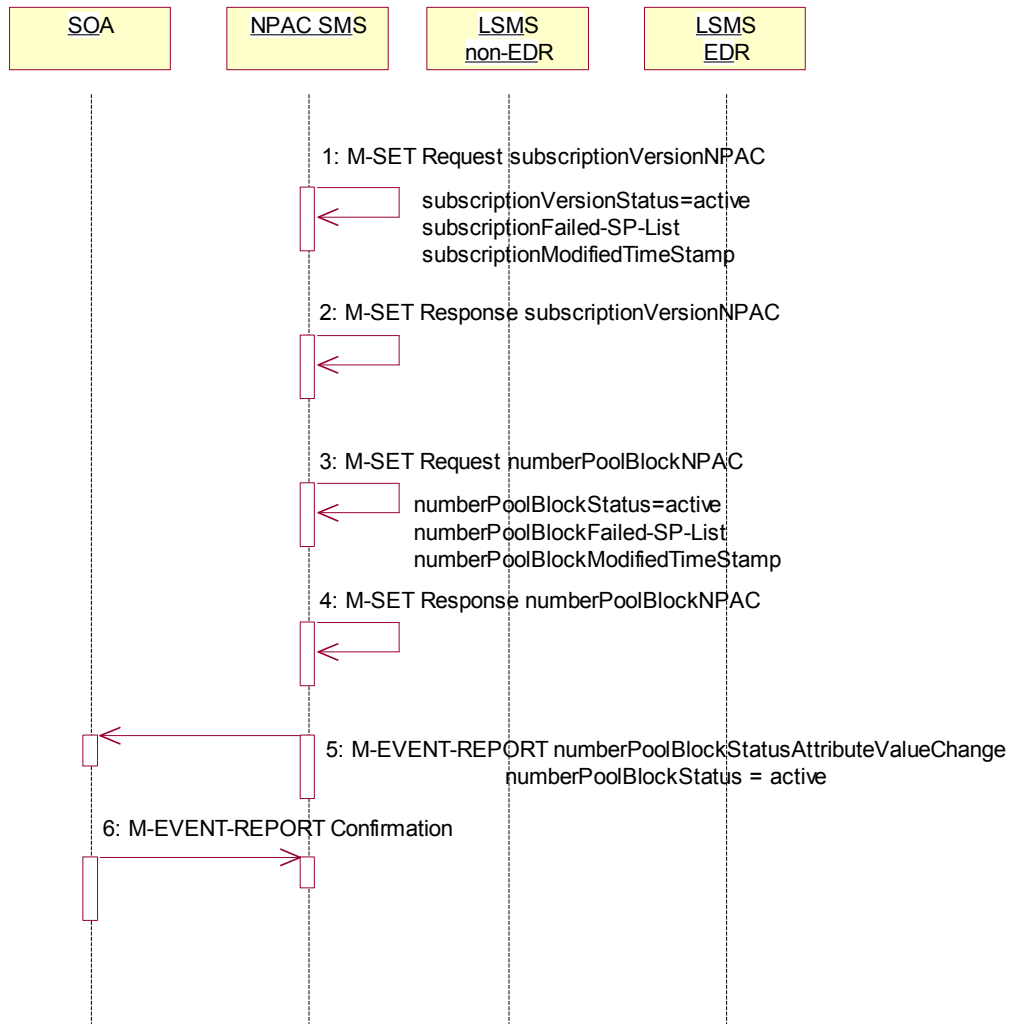 SOA
NPAC SMS
LSMS
non-EDR
LSMS
EDR
1: M-SET Request subscriptionVersionNPAC
subscriptionVersionStatus=active
subscriptionFailed-SP-List
subscriptionModifiedTimeStamp
2: M-SET Response subscriptionVersionNPAC
3: M-SET Request numberPoolBlockNPAC
numberPoolBlockStatus=active
numberPoolBlockFailed-SP-List
numberPoolBlockModifiedTimeStamp
4: M-SET Response numberPoolBlockNPAC
5: M-EVENT-REPORT numberPoolBlockStatusAttributeValueChange
numberPoolBlockStatus = active
6: M-EVENT-REPORT Confirmation